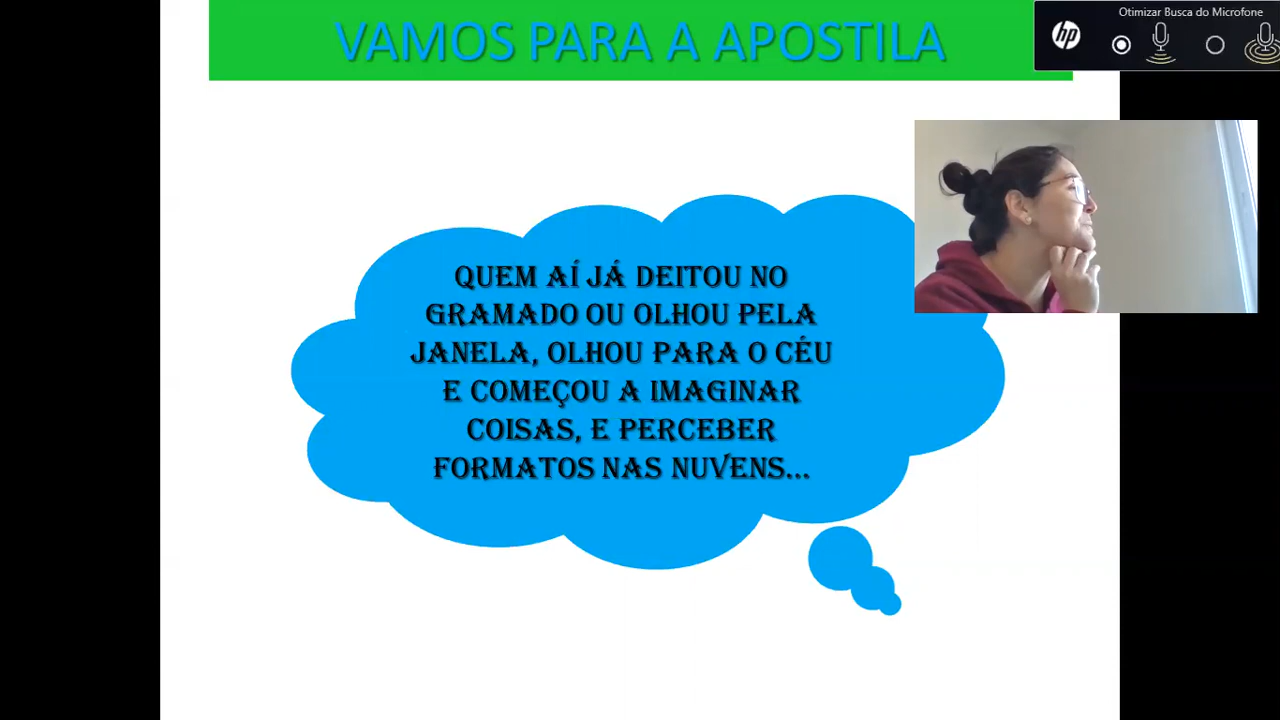 VAMOS PARA A APOSTILA
Otimizar Busca do Microfone
hp
QUEM AÍ JÁ DEITOU NO
GRAMADO OU OLHOU PELA
JANELA, OLHOU PARA O CÉU
E COMEÇOU A IMAGINAR
COISAS, E PERCEBER
FORMATOS NAS NUVENS...